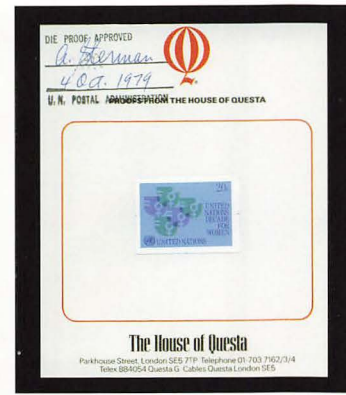 DIE PROOF APPROVED
4 Oct. 1979
U.N. POSTAL ADMINISTRATION
PROOFS FROM THE HOUSE OF QUESTA
20c
UNITED
NATIONS
DECADE
FOR
WOMEN
UNITED NATIONS
The House of Questa
Parkhouse Street, London SE5 7TP Telephone 01-703 7162/3/4
Telex 884054 Questa G Cables Questa London SE5